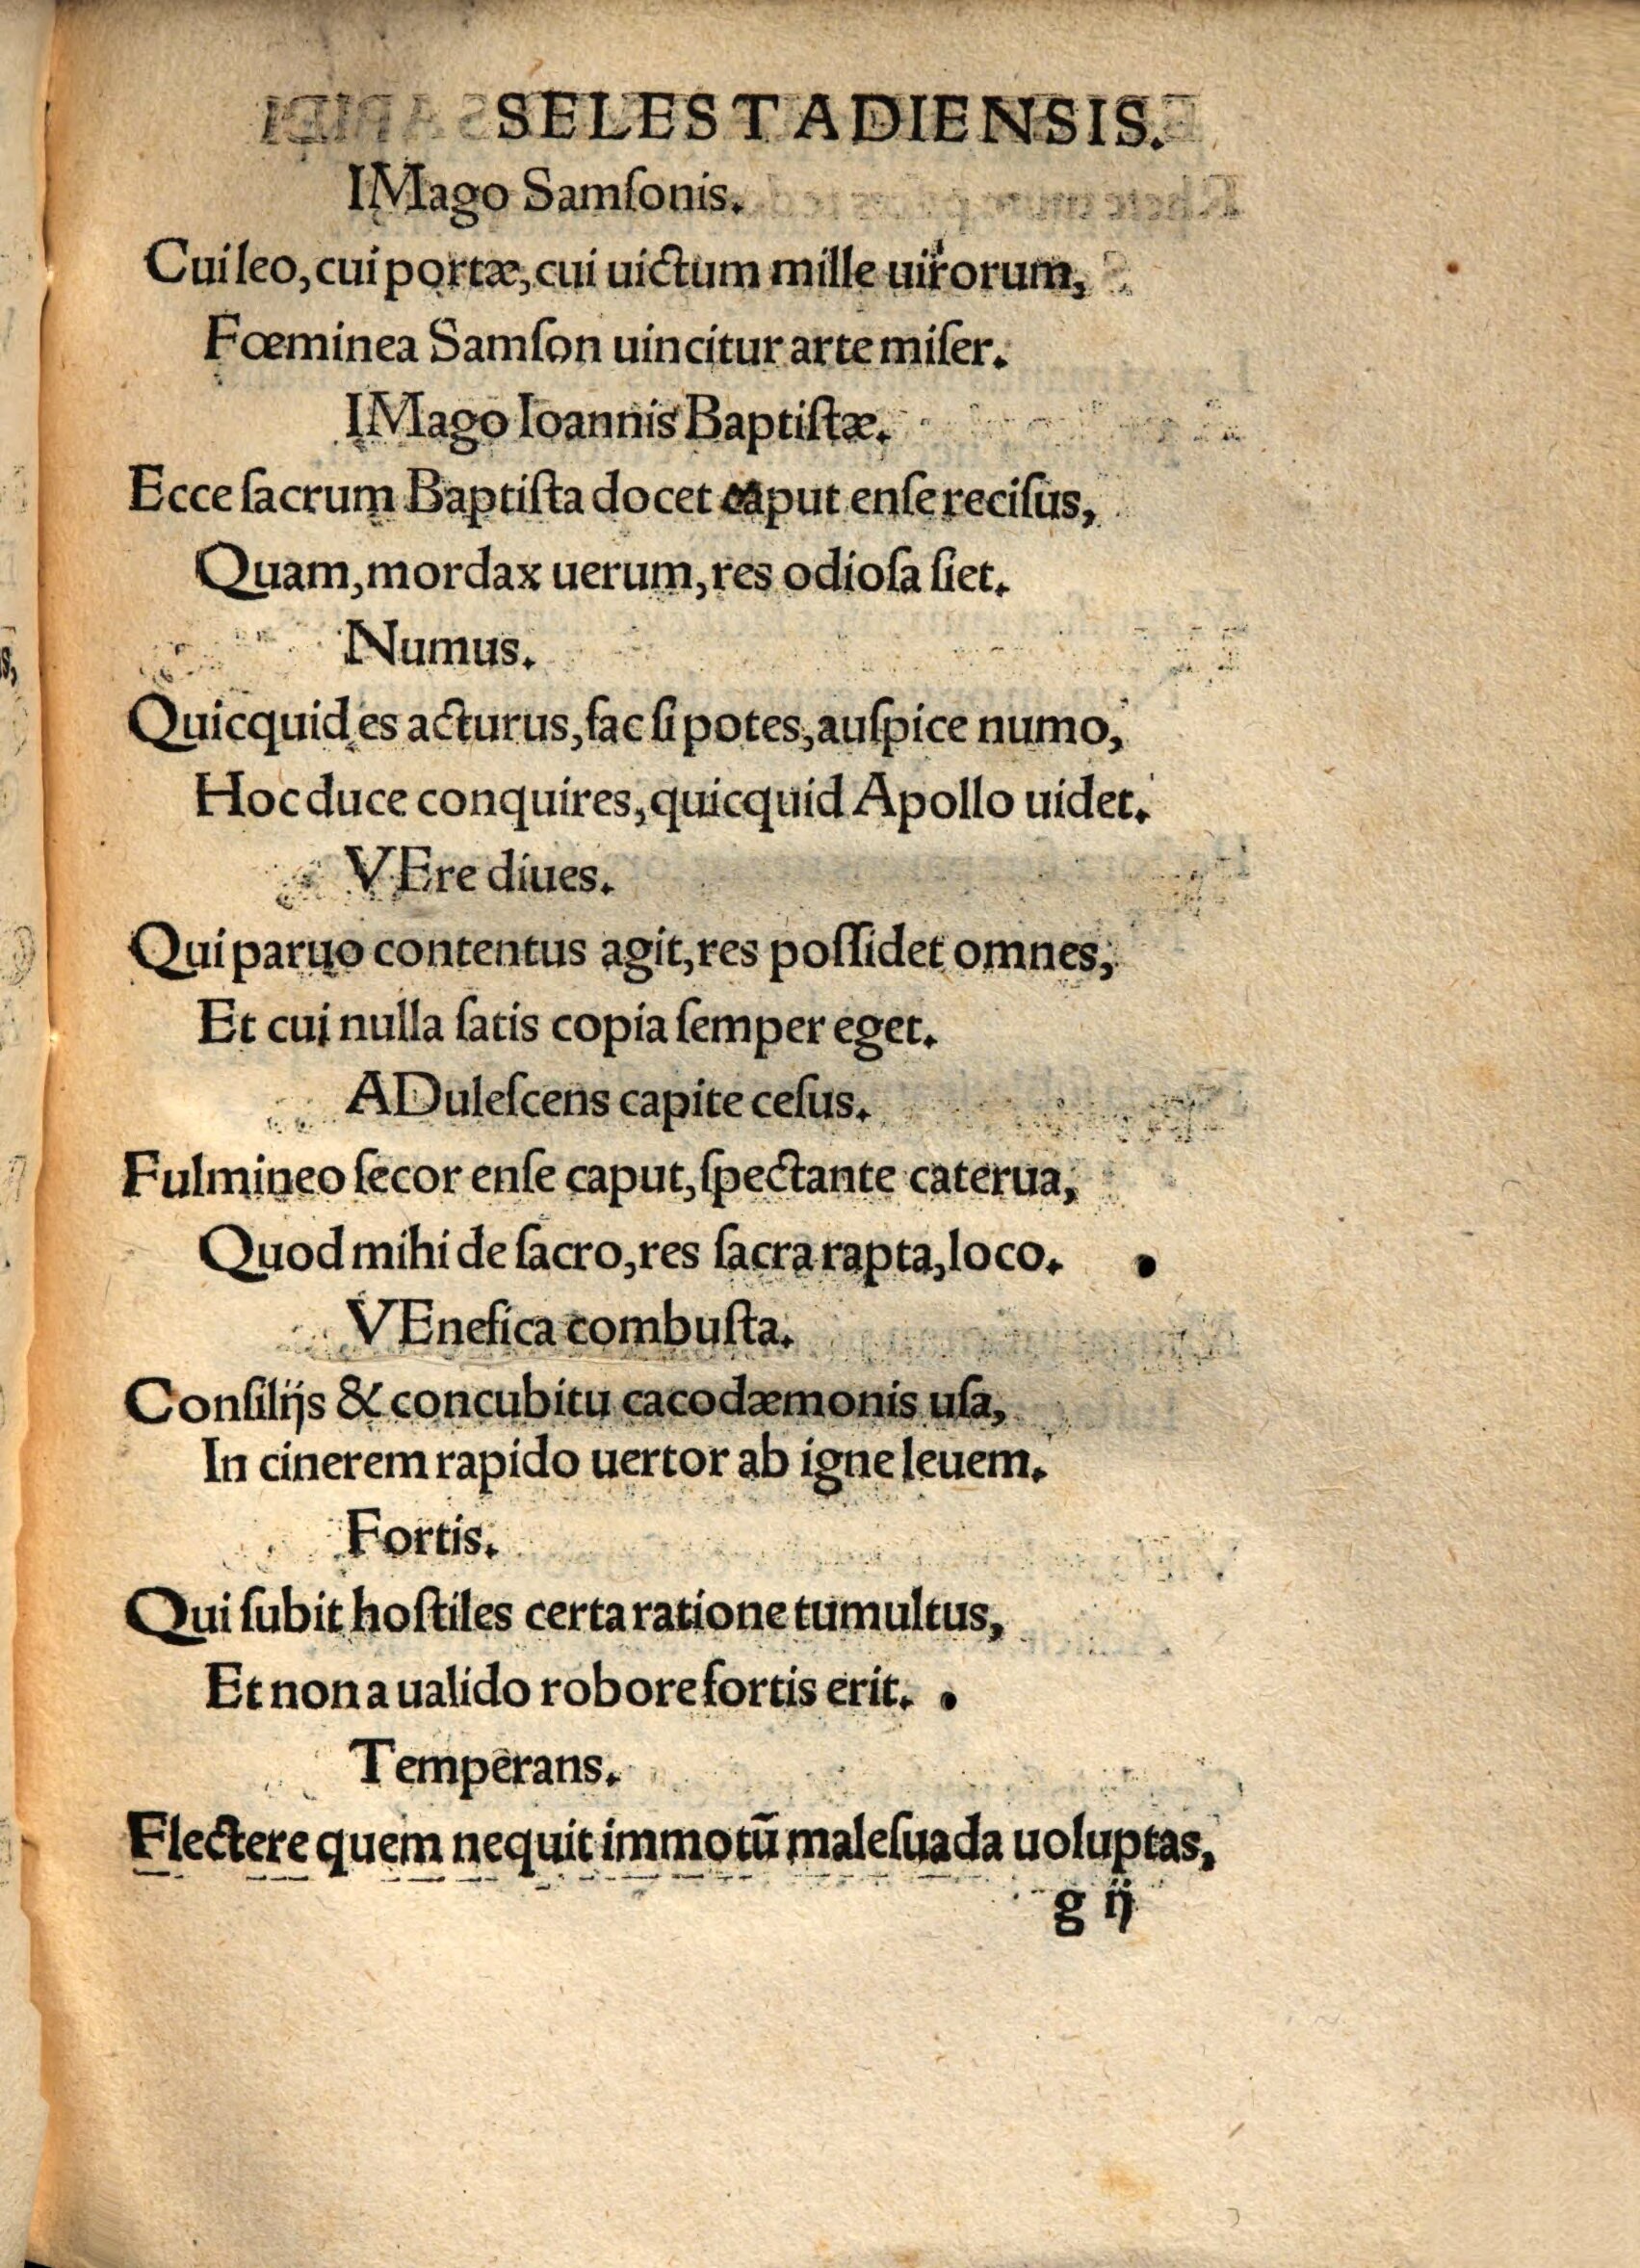 SELESTADIENSIS.
IMago Samſonis.
Cui leo, cui portæ, cui uictum mille uirorum,
Fœminea Samſon uincitur arte miſer.
IMago Ioannis Baptiſtæ.
Ecce ſacrum Baptiſta docet caput enſe reciſus,
Quam, mordax uerum, res odioſa ſiet.
Numus.
Quicquid es acturus, fac ſi potes, auſpice numo,
Hoc duce conquires, quicquid Apollo uidet.
VEre diues.
Qui paruo contentus agit, res poſſidet omnes,
Et cui nulla ſatis copia ſemper eget.
ADuleſcens capite ceſus.
Fulmineo ſecor enſe caput, ſpectante caterua,
Quod mihi de ſacro, res ſacra rapta, loco.
VEnefica combuſta.
Conſilijs & concubitu cacodæmonis uſa,
In cinerem rapido uertor ab igne leuem.
Fortis.
Qui ſubit hoſtiles certa ratione tumultus,
Et non a ualido robore fortis erit.
Temperans.
Flectere quem nequit immotū maleſuada uoluptas,
g ij